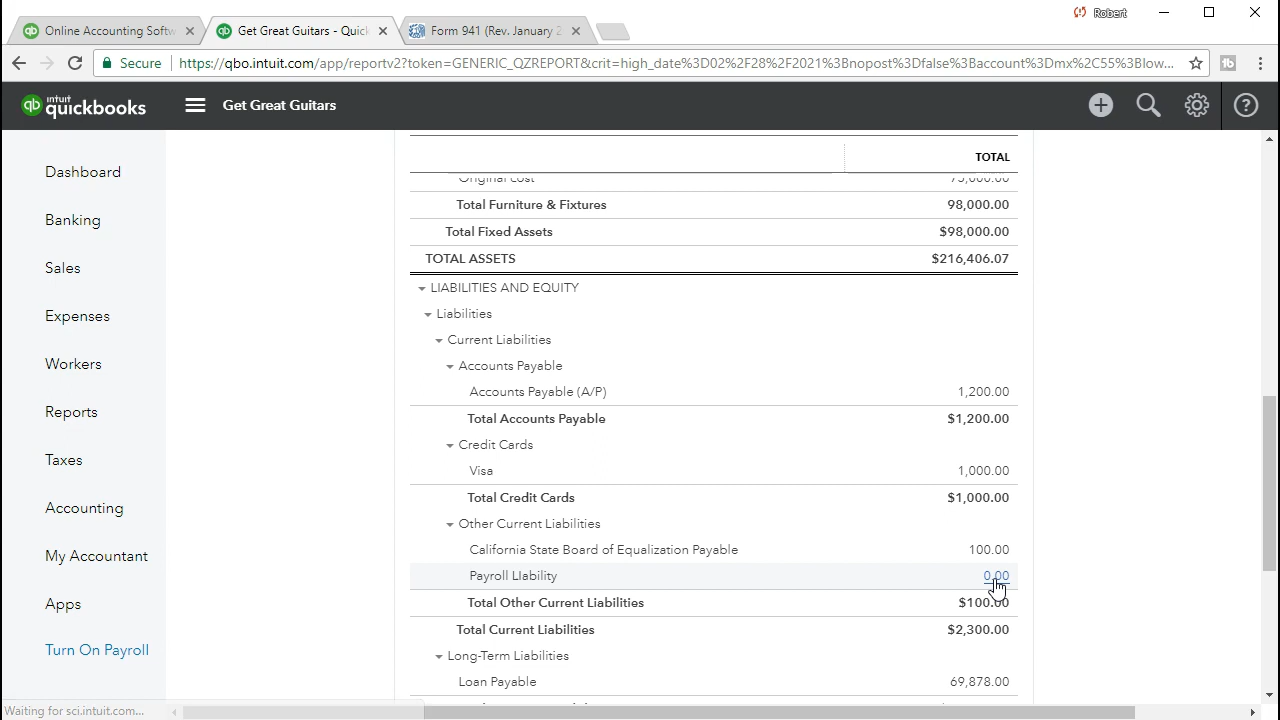 Online Accounting Softw
Get Great Guitars - Quick
Form 941 (Rev. January 2
Robert
Secure
https://qbo.intuit.com/app/reportv2?token=GENERIC_QZREPORT&crit=high_date%3D02%2F28%2F2021%3Bnopost%3Dfalse%3Baccount%3Dmx%2C55%3Blow...
intuit
quickbooks
Get Great Guitars
Dashboard
Banking
Sales
Expenses
Workers
Reports
Taxes
Accounting
My Accountant
Apps
Turn On Payroll
TOTAL
Original cost
Total Furniture & Fixtures 98,000.00
Total Fixed Assets $98,000.00
TOTAL ASSETS $216,406.07
LIABILITIES AND EQUITY
Liabilities
Current Liabilities
Accounts Payable
Accounts Payable (A/P) 1,200.00
Total Accounts Payable $1,200.00
Credit Cards
Visa 1,000.00
Total Credit Cards $1,000.00
Other Current Liabilities
California State Board of Equalization Payable 100.00
Payroll LIability 0.00
Total Other Current Liabilities $100.00
Total Current Liabilities $2,300.00
Long-Term Liabilities
Loan Payable 69,878.00
Waiting for sci.intuit.com...